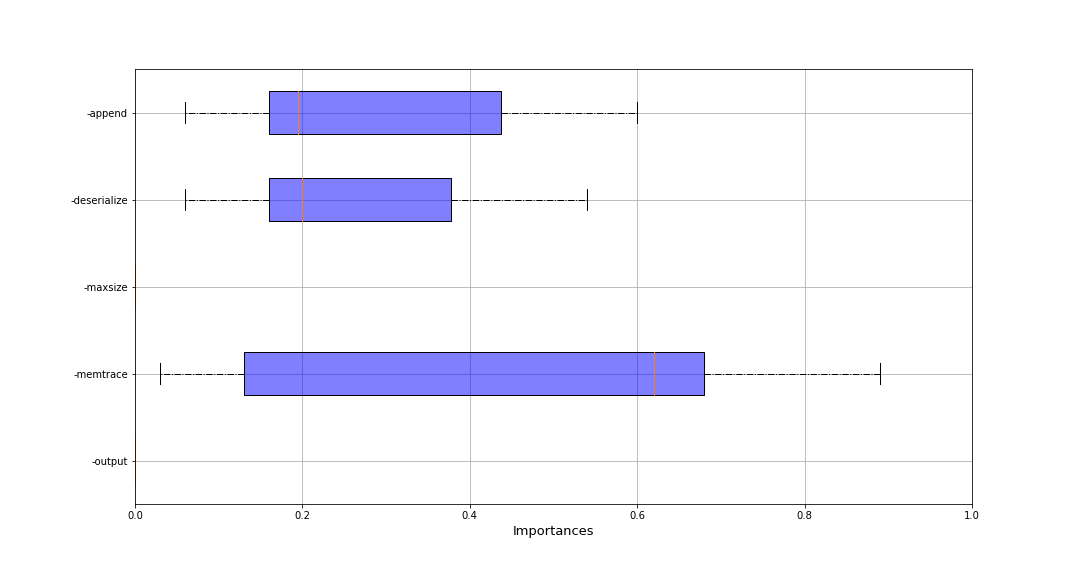 -append
-deserialize
-maxsize
-memtrace
-output
0.0 0.2 0.4 0.6 0.8 1.0
Importances